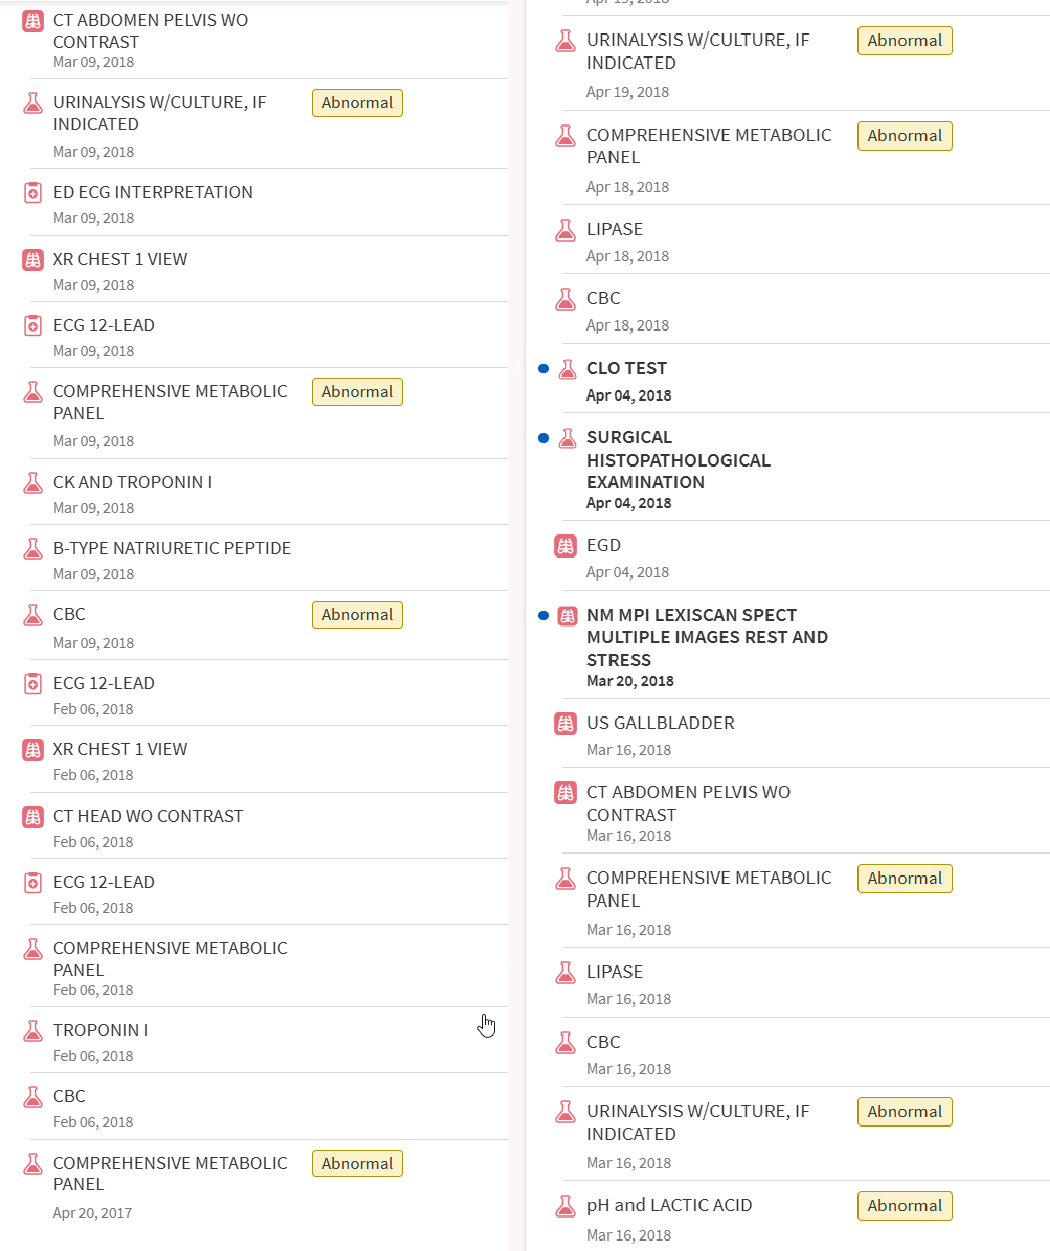 CT ABDOMEN PELVIS WO
CONTRAST
Mar 09, 2018
URINALYSIS W/CULTURE, IF
INDICATED
Abnormal
Mar 09, 2018
ED ECG INTERPRETATION
Mar 09, 2018
XR CHEST 1 VIEW
Mar 09, 2018
ECG 12-LEAD
Mar 09, 2018
COMPREHENSIVE METABOLIC
PANEL
Abnormal
Mar 09, 2018
CK AND TROPONIN I
Mar 09, 2018
B-TYPE NATRIURETIC PEPTIDE
Mar 09, 2018
CBC
Abnormal
Mar 09, 2018
ECG 12-LEAD
Feb 06, 2018
XR CHEST 1 VIEW
Feb 06, 2018
CT HEAD WO CONTRAST
Feb 06, 2018
ECG 12-LEAD
Feb 06, 2018
COMPREHENSIVE METABOLIC
PANEL
Feb 06, 2018
TROPONIN I
Feb 06, 2018
CBC
Feb 06, 2018
COMPREHENSIVE METABOLIC
PANEL
Abnormal
Apr 20, 2017
Apr 19, 2018
URINALYSIS W/CULTURE, IF
INDICATED
Abnormal
Apr 19, 2018
COMPREHENSIVE METABOLIC
PANEL
Abnormal
Apr 18, 2018
LIPASE
Apr 18, 2018
CBC
Apr 18, 2018
CLO TEST
Apr 04, 2018
SURGICAL
HISTOPATHOLOGICAL
EXAMINATION
Apr 04, 2018
EGD
Apr 04, 2018
NM MPI LEXISCAN SPECT
MULTIPLE IMAGES REST AND
STRESS
Mar 20, 2018
US GALLBLADDER
Mar 16, 2018
CT ABDOMEN PELVIS WO
CONTRAST
Mar 16, 2018
COMPREHENSIVE METABOLIC
PANEL
Abnormal
Mar 16, 2018
LIPASE
Mar 16, 2018
CBC
Mar 16, 2018
URINALYSIS W/CULTURE, IF
INDICATED
Abnormal
Mar 16, 2018
pH and LACTIC ACID
Abnormal
Mar 16, 2018